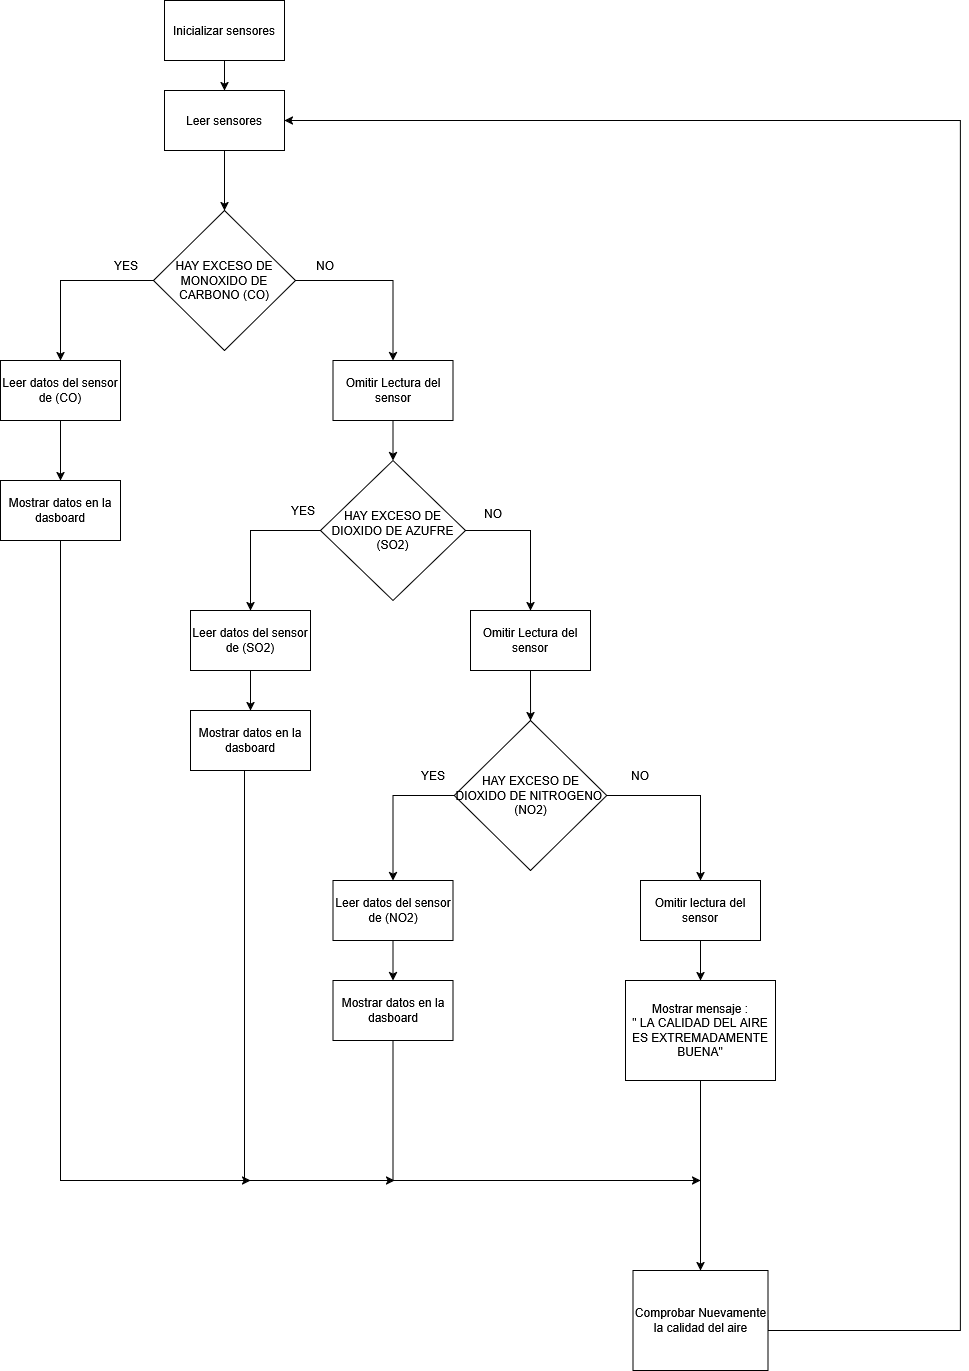 Inicializar sensores
Leer sensores
YES
HAY EXCESO DE
MONOXIDO DE
CARBONO (CO)
NO
Leer datos del sensor
de (CO)
Omitir Lectura del
sensor
Mostrar datos en la
dasboard
YES
HAY EXCESO DE
DIOXIDO DE AZUFRE
(SO2)
NO
Leer datos del sensor
de (SO2)
Omitir Lectura del
sensor
Mostrar datos en la
dasboard
YES
HAY EXCESO DE
DIOXIDO DE NITROGENO
(NO2)
NO
Leer datos del sensor
de (NO2)
Omitir lectura del
sensor
Mostrar datos en la
dasboard
Mostrar mensaje :
" LA CALIDAD DEL AIRE
ES EXTREMADAMENTE
BUENA"
Comprobar Nuevamente
la calidad del aire